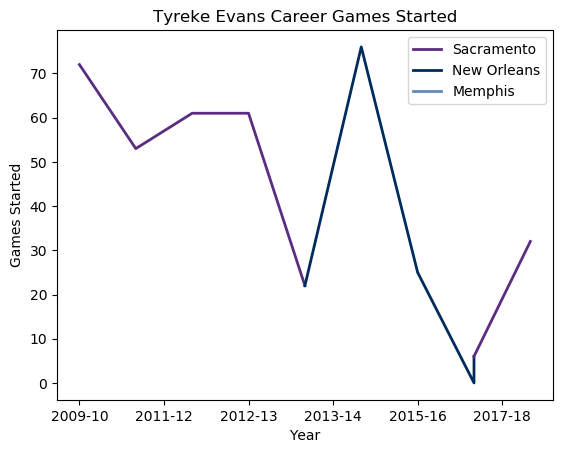 Tyreke Evans Career Games Started
Sacramento
New Orleans
Memphis
70
60
50
40
30
20
10
0
Games Started
2009-10 2011-12 2012-13 2013-14 2015-16 2017-18
Year